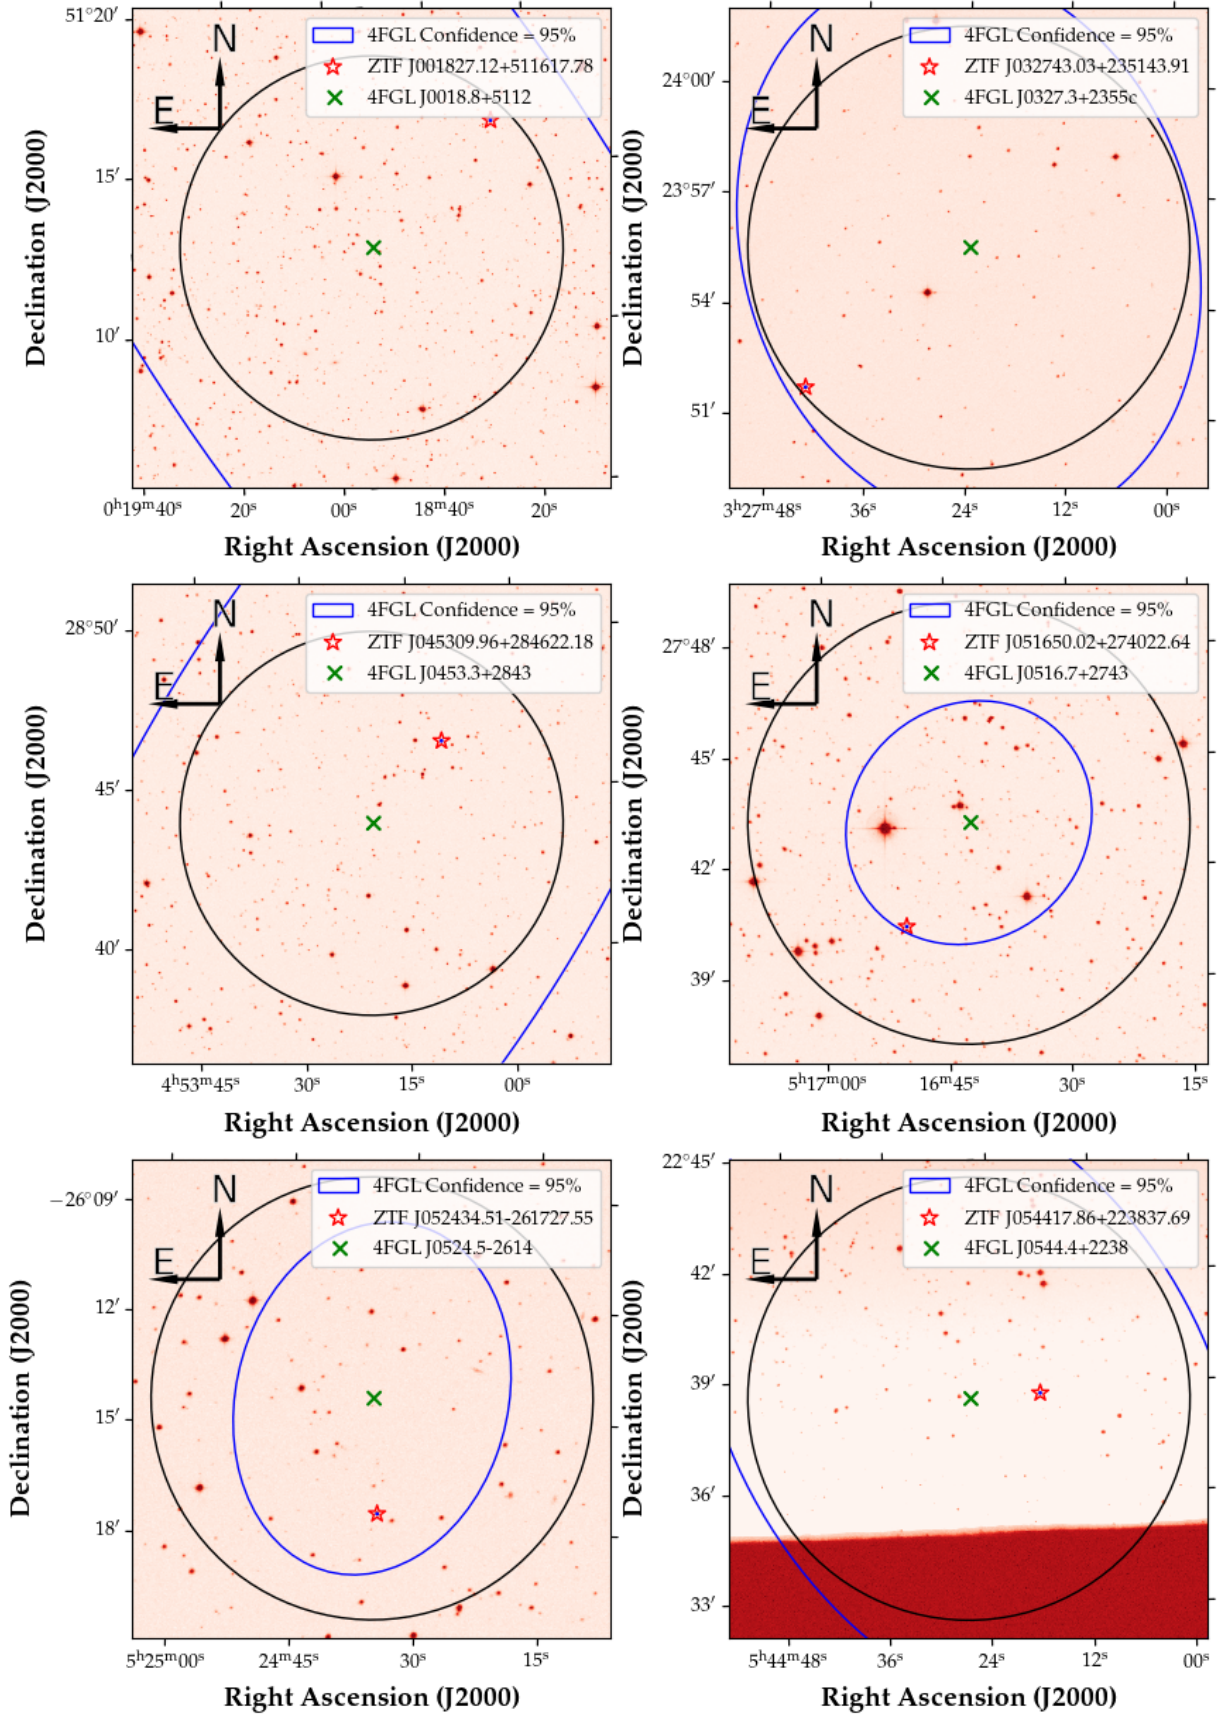 51°20′
15′
10′
Declination (J2000)
N
E
4FGL Confidence = 95%
ZTF J001827.12+511617.78
4FGL J0018.8+5112
0ʰ19ᵐ40ˢ 20ˢ 00ˢ 18ᵐ40ˢ 20ˢ
Right Ascension (J2000)
24°00′
23°57′
54′
51′
Declination (J2000)
N
E
4FGL Confidence = 95%
ZTF J032743.03+235143.91
4FGL J0327.3+2355c
3ʰ27ᵐ48ˢ 36ˢ 24ˢ 12ˢ 00ˢ
Right Ascension (J2000)
28°50′
45′
40′
Declination (J2000)
N
E
4FGL Confidence = 95%
ZTF J045309.96+284622.18
4FGL J0453.3+2843
4ʰ53ᵐ45ˢ 30ˢ 15ˢ 00ˢ
Right Ascension (J2000)
27°48′
45′
42′
39′
Declination (J2000)
N
E
4FGL Confidence = 95%
ZTF J051650.02+274022.64
4FGL J0516.7+2743
5ʰ17ᵐ00ˢ 16ᵐ45ˢ 30ˢ 15ˢ
Right Ascension (J2000)
−26°09′
12′
15′
18′
Declination (J2000)
N
E
4FGL Confidence = 95%
ZTF J052434.51-261727.55
4FGL J0524.5-2614
5ʰ25ᵐ00ˢ 24ᵐ45ˢ 30ˢ 15ˢ
Right Ascension (J2000)
22°45′
42′
39′
36′
33′
Declination (J2000)
N
E
4FGL Confidence = 95%
ZTF J054417.86+223837.69
4FGL J0544.4+2238
5ʰ44ᵐ48ˢ 36ˢ 24ˢ 12ˢ 00ˢ
Right Ascension (J2000)